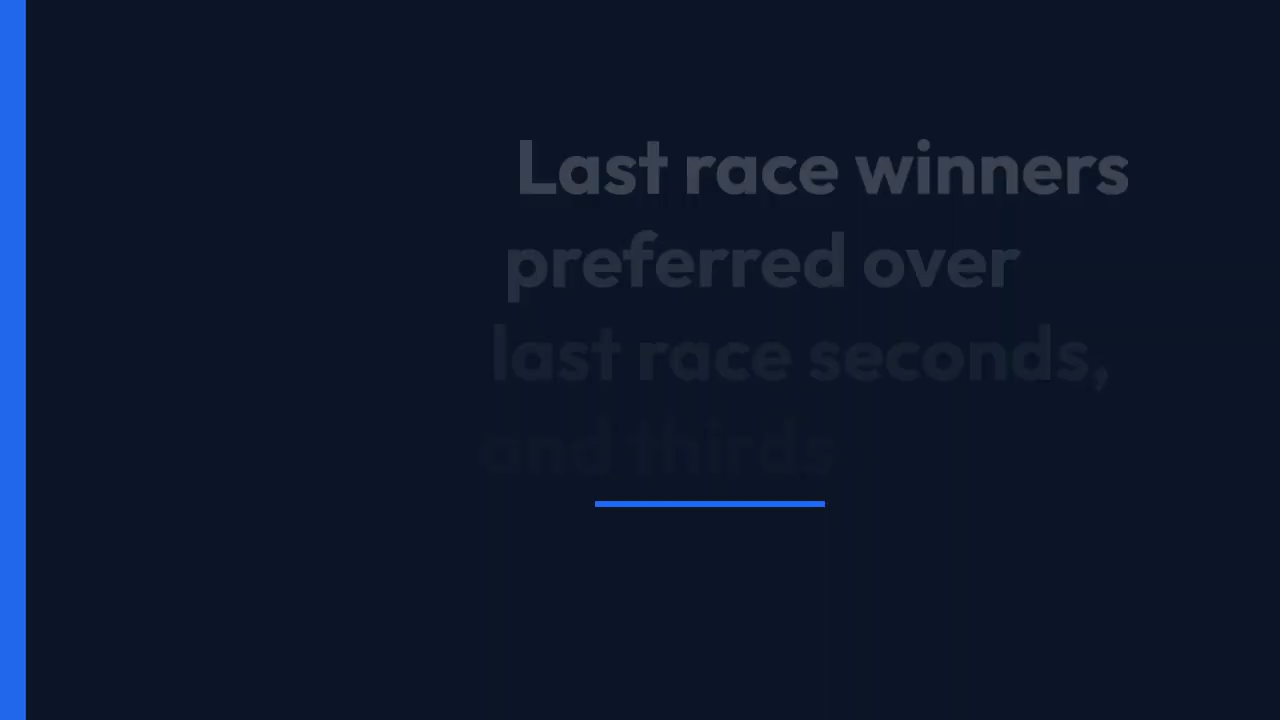 Last race winners
preferred over
last race seconds,
and thirds